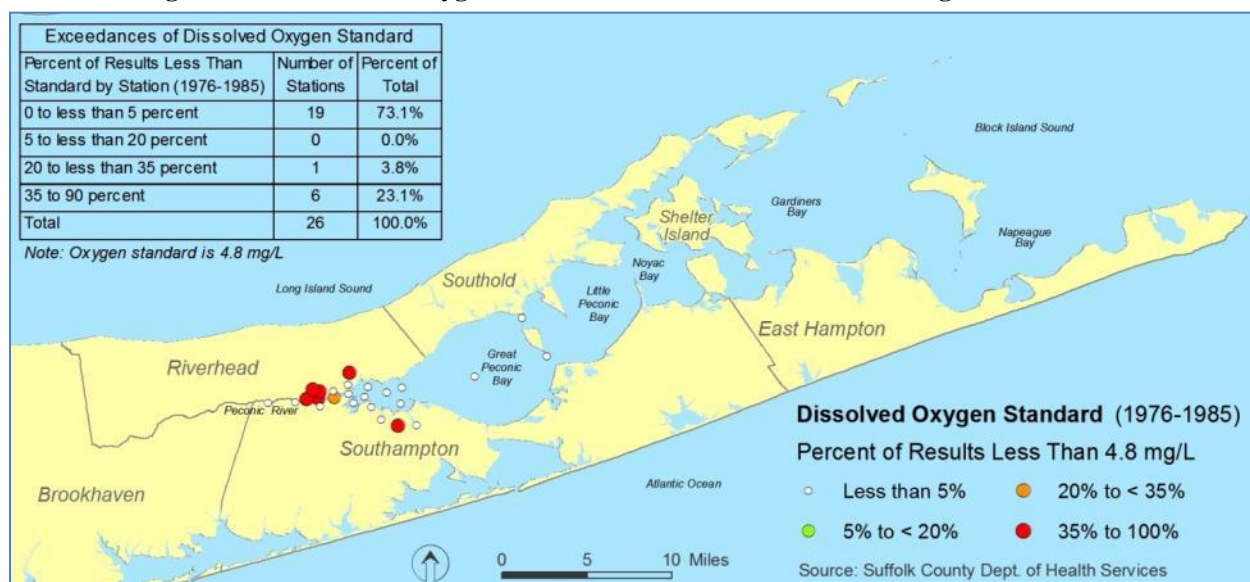 Exceedances of Dissolved Oxygen Standard
Percent of Results Less Than Standard by Station (1976-1985) Number of Stations Percent of Total
0 to less than 5 percent 19 73.1%
5 to less than 20 percent 0 0.0%
20 to less than 35 percent 1 3.8%
35 to 90 percent 6 23.1%
Total 26 100.0%
Note: Oxygen standard is 4.8 mg/L
Block Island Sound
Gardiners
Bay
Shelter
Island
Napeague
Bay
Noyac
Bay
Southold
Long Island Sound
Little
Peconic
Bay
East Hampton
Riverhead
Great
Peconic
Bay
Peconic River
Southampton
Brookhaven
Atlantic Ocean
0 5 10 Miles
Dissolved Oxygen Standard (1976-1985)
Percent of Results Less Than 4.8 mg/L
Less than 5%
20% to < 35%
5% to < 20%
35% to 100%
Source: Suffolk County Dept. of Health Services